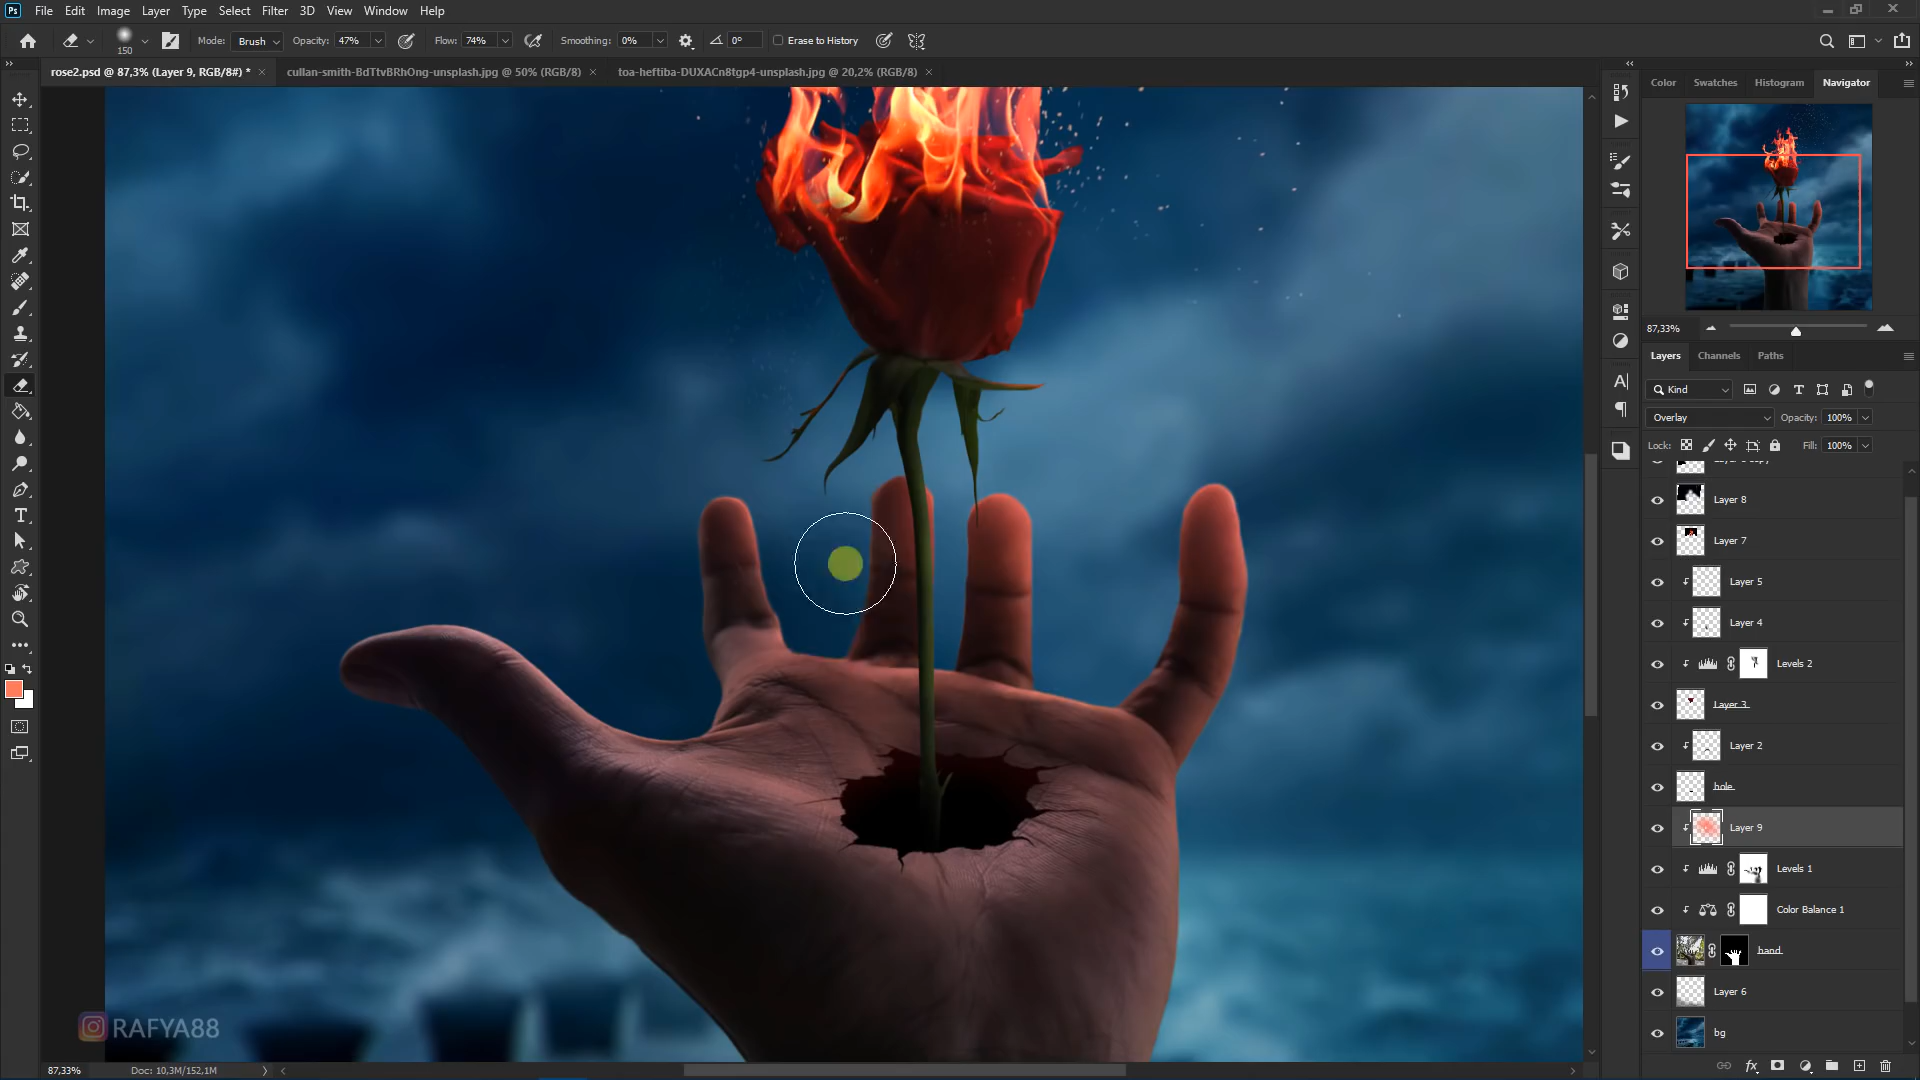 Ps File Edit Image Layer Type Select Filter 3D View Window Help
150 Mode: Brush Opacity: 47% Flow: 74% Smoothing: 0% 0° Erase to History
rose2.psd @ 87,3% (Layer 9, RGB/8#) * cullan-smith-BdTtvBRhOng-unsplash.jpg @ 50% (RGB/8) toa-heftiba-DUXACn8tgp4-unsplash.jpg @ 20,2% (RGB/8)
Color Swatches Histogram Navigator
87,33%
Layers Channels Paths
Kind
Overlay Opacity: 100%
Lock: Fill: 100%
Layer 8
Layer 7
Layer 5
Layer 4
Levels 2
Layer 3
Layer 2
hole
Layer 9
Levels 1
Color Balance 1
hand
Layer 6
bg
RAFYA88
87,33% Doc: 10,3M/152,1M